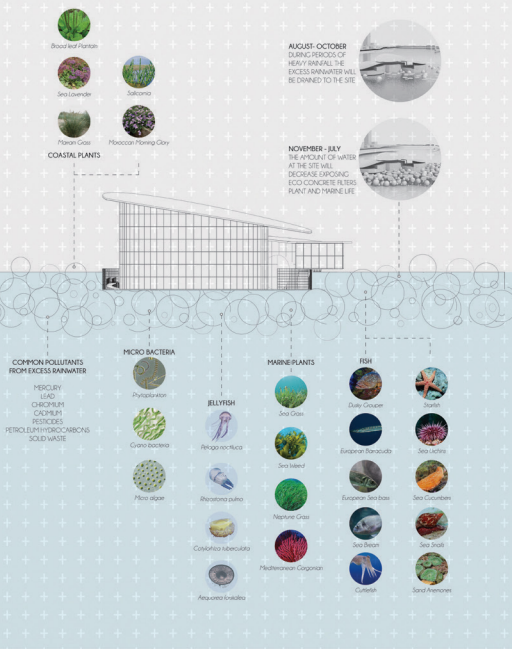 Broad leaf Plantain
Sea Lavender
Salicornia
Marram Grass
Moroccan Morning Glory
COASTAL PLANTS
AUGUST- OCTOBER
DURING PERIODS OF
HEAVY RAINFALL THE
EXCESS RAINWATER WILL
BE DRAINED TO THE SITE
NOVEMBER - JULY
THE AMOUNT OF WATER
AT THE SITE WILL
DECREASE EXPOSING
ECO CONCRETE FILTERS
PLANT AND MARINE LIFE
COMMON POLLUTANTS
FROM EXCESS RAINWATER
MERCURY
LEAD
CHROMIUM
CADMIUM
PESTICIDES
PETROLEUM HYDROCARBONS
SOLID WASTE
MICRO BACTERIA
Phytoplankton
Cyano bacteria
Micro algae
JELLYFISH
Pelagia noctiluca
Rhizostoma pulmo
Cotylorhiza tuberculata
Aequorea forskalea
MARINE PLANTS
Sea Grass
Neptune Grass
Mediterranean Gorgonian
FISH
Dusky Grouper
European Barracuda
European Sea bass
Sea Bream
Cuttlefish
Starfish
Sea Urchins
Sea Cucumbers
Sea Snails
Sand Anemones